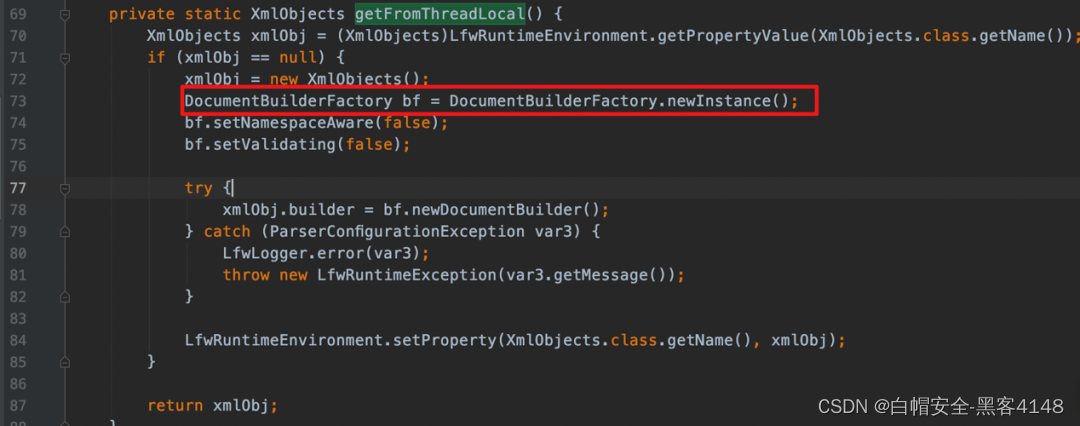 69 private static XmlObjects getFromThreadLocal() {
70 XmlObjects xmlObj = (XmlObjects)LfwRuntimeEnvironment.getPropertyValue(XmlObjects.class.getName());
71 if (xmlObj == null) {
72 xmlObj = new XmlObjects();
73 DocumentBuilderFactory bf = DocumentBuilderFactory.newInstance();
74 bf.setNamespaceAware(false);
75 bf.setValidating(false);
76
77 try {
78 xmlObj.builder = bf.newDocumentBuilder();
79 } catch (ParserConfigurationException var3) {
80 LfwLogger.error(var3);
81 throw new LfwRuntimeException(var3.getMessage());
82 }
83
84 LfwRuntimeEnvironment.setProperty(XmlObjects.class.getName(), xmlObj);
85 }
86
87 return xmlObj;
88 }
CSDN @白帽安全-黑客4148